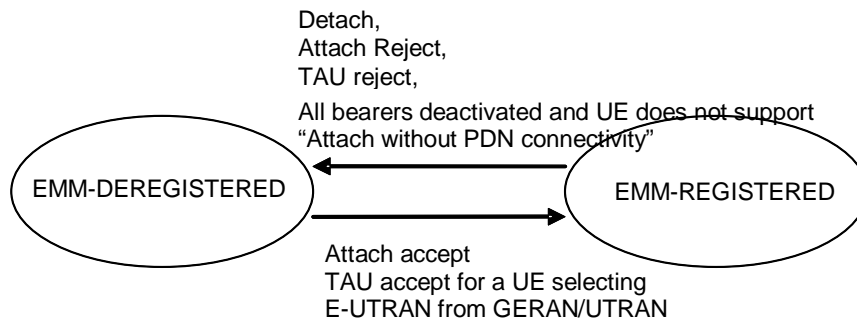 Detach,
Attach Reject,
TAU reject,
All bearers deactivated and UE does not support
“Attach without PDN connectivity”
EMM-DEREGISTERED
EMM-REGISTERED
Attach accept
TAU accept for a UE selecting
E-UTRAN from GERAN/UTRAN